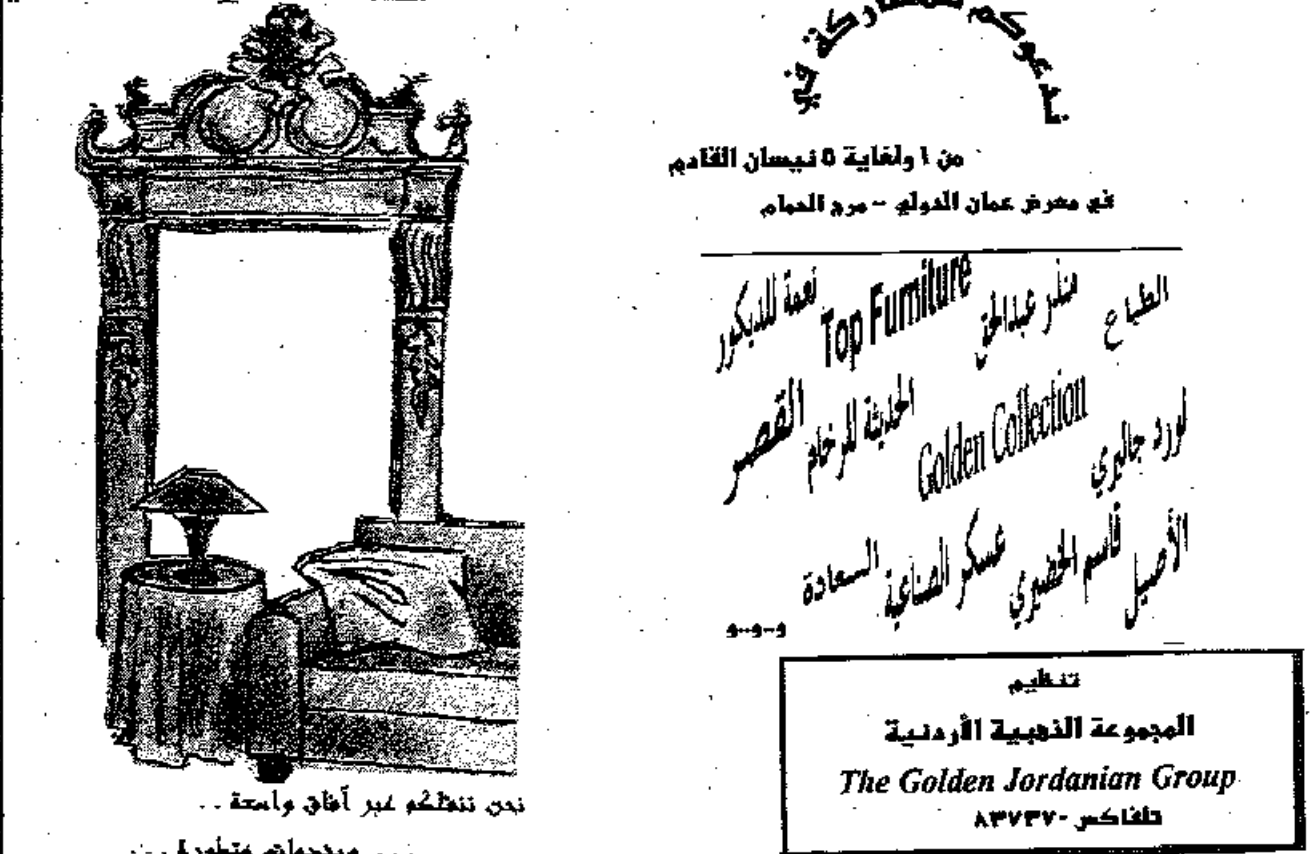 ندعوكم للمشاركة في
من ١ ولغاية ٥ نيسان القادم
في معرض عمان الدولي - مرج الحمام
الطباع
منذر عبدالحق
Top Furniture
نعمة للديكور
لورد جاليري
Golden Collection
الحديثة للرخام
القصر
الأصيل
قاسم الخضيري
عسكر الصناعية
السعادة
و-و-و
تنظيم
المجموعة الذهبية الأردنية
The Golden Jordanian Group
تلفاكس ٨٣٧٣٧٠
نحن ننقلكم عبر آفاق واسعة ..